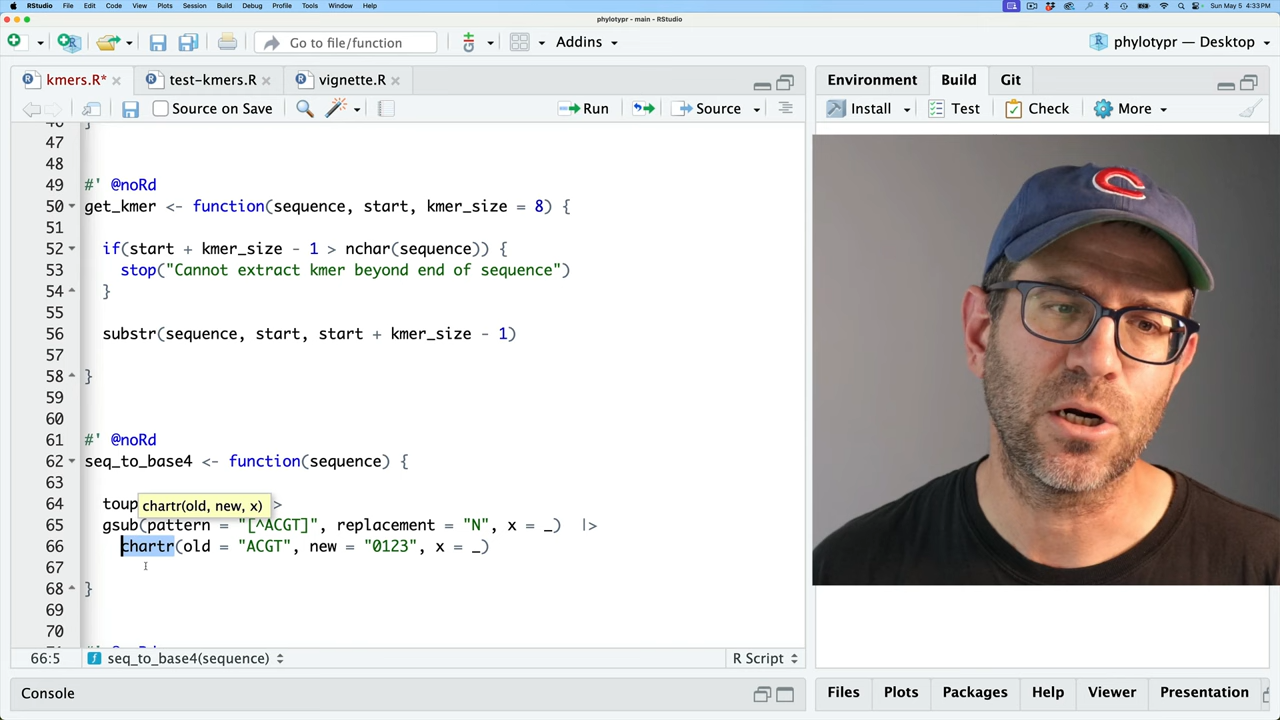 RStudio File Edit Code View Plots Session Build Debug Profile Tools Window Help Sun May 5 4:33 PM
phylotypr - main - RStudio
Go to file/function Addins phylotypr — Desktop
kmers.R* test-kmers.R vignette.R
Source on Save Run Source
46 }
47
48
49 #' @noRd
50 get_kmer <- function(sequence, start, kmer_size = 8) {
51
52 if(start + kmer_size - 1 > nchar(sequence)) {
53 stop("Cannot extract kmer beyond end of sequence")
54 }
55
56 substr(sequence, start, start + kmer_size - 1)
57
58 }
59
60
61 #' @noRd
62 seq_to_base4 <- function(sequence) {
63
chartr(old, new, x)
64 toup >
65 gsub(pattern = "[^ACGT]", replacement = "N", x = _) |>
66 chartr(old = "ACGT", new = "0123", x = _)
67
68 }
69
70
66:5 seq_to_base4(sequence) R Script
Console
Environment Build Git
Install Test Check More
C
Files Plots Packages Help Viewer Presentation